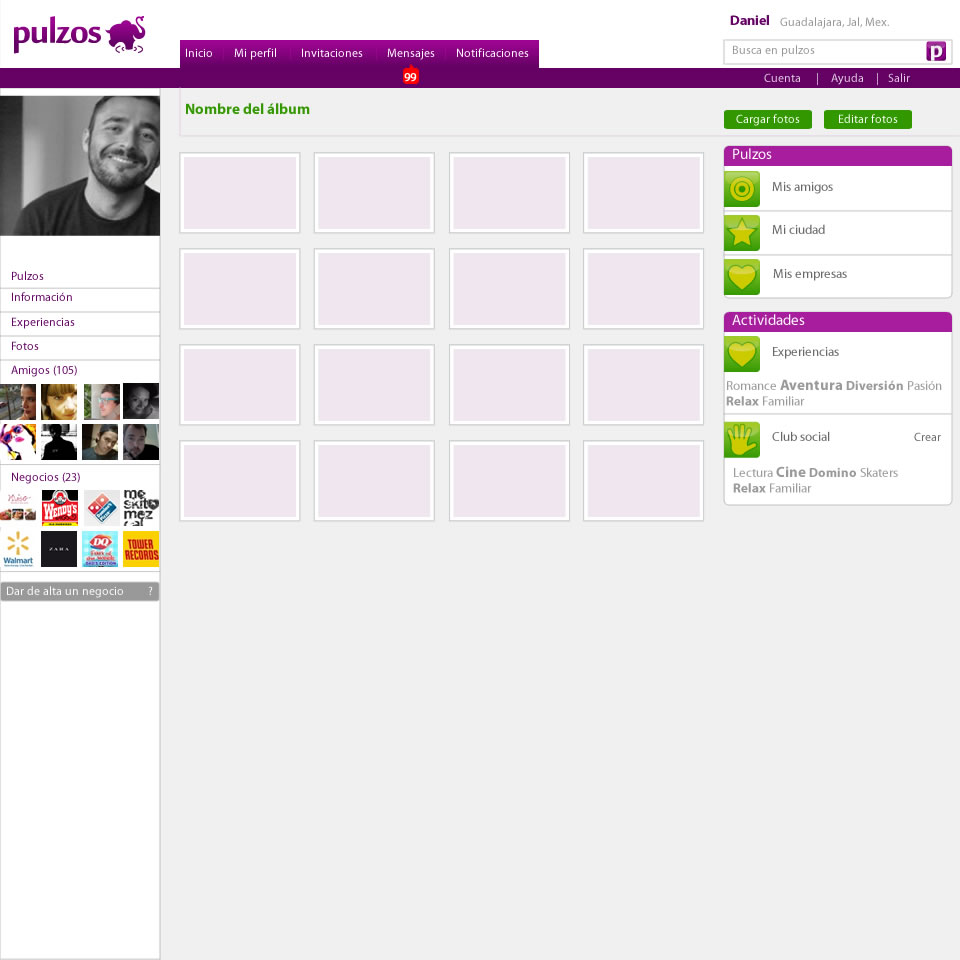 pulzos
Daniel Guadalajara, Jal, Mex.
Inicio Mi perfil Invitaciones Mensajes Notificaciones
Busca en pulzos p
99
Cuenta | Ayuda | Salir
Nombre del álbum
Cargar fotos Editar fotos
Pulzos
Mis amigos
Mi ciudad
Mis empresas
Actividades
Experiencias
Romance Aventura Diversión Pasión
Relax Familiar
Club social Crear
Lectura Cine Domino Skaters
Relax Familiar
Pulzos
Información
Experiencias
Fotos
Amigos (105)
Negocios (23)
Wendy's
me
skito
mez
cal
Walmart
ZARA
DQ
TOWER
RECORDS
Dar de alta un negocio ?